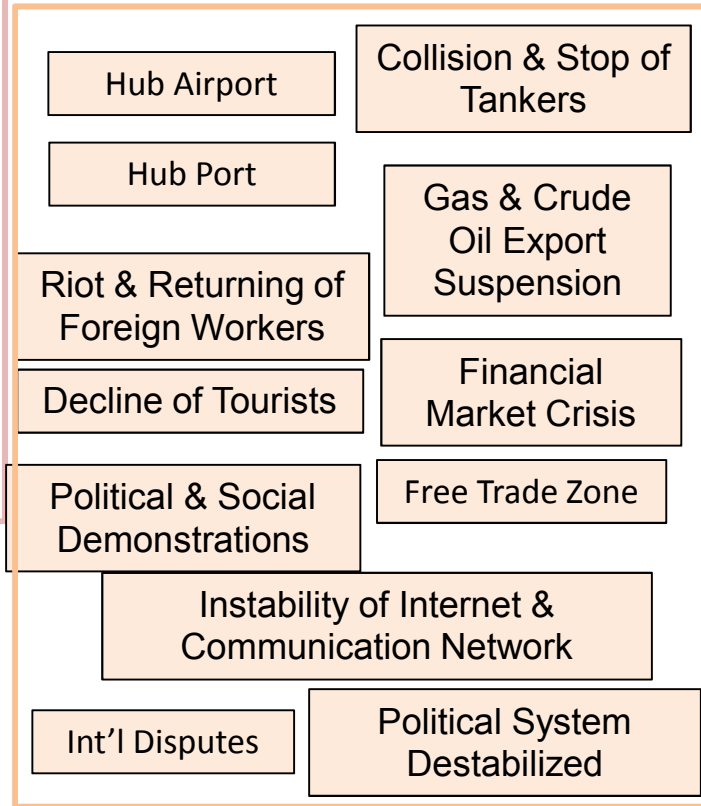 Hub Airport
Collision & Stop of
Tankers
Hub Port
Gas & Crude
Oil Export
Suspension
Riot & Returning of
Foreign Workers
Financial
Market Crisis
Decline of Tourists
Political & Social
Demonstrations
Free Trade Zone
Instability of Internet &
Communication Network
Int’l Disputes
Political System
Destabilized